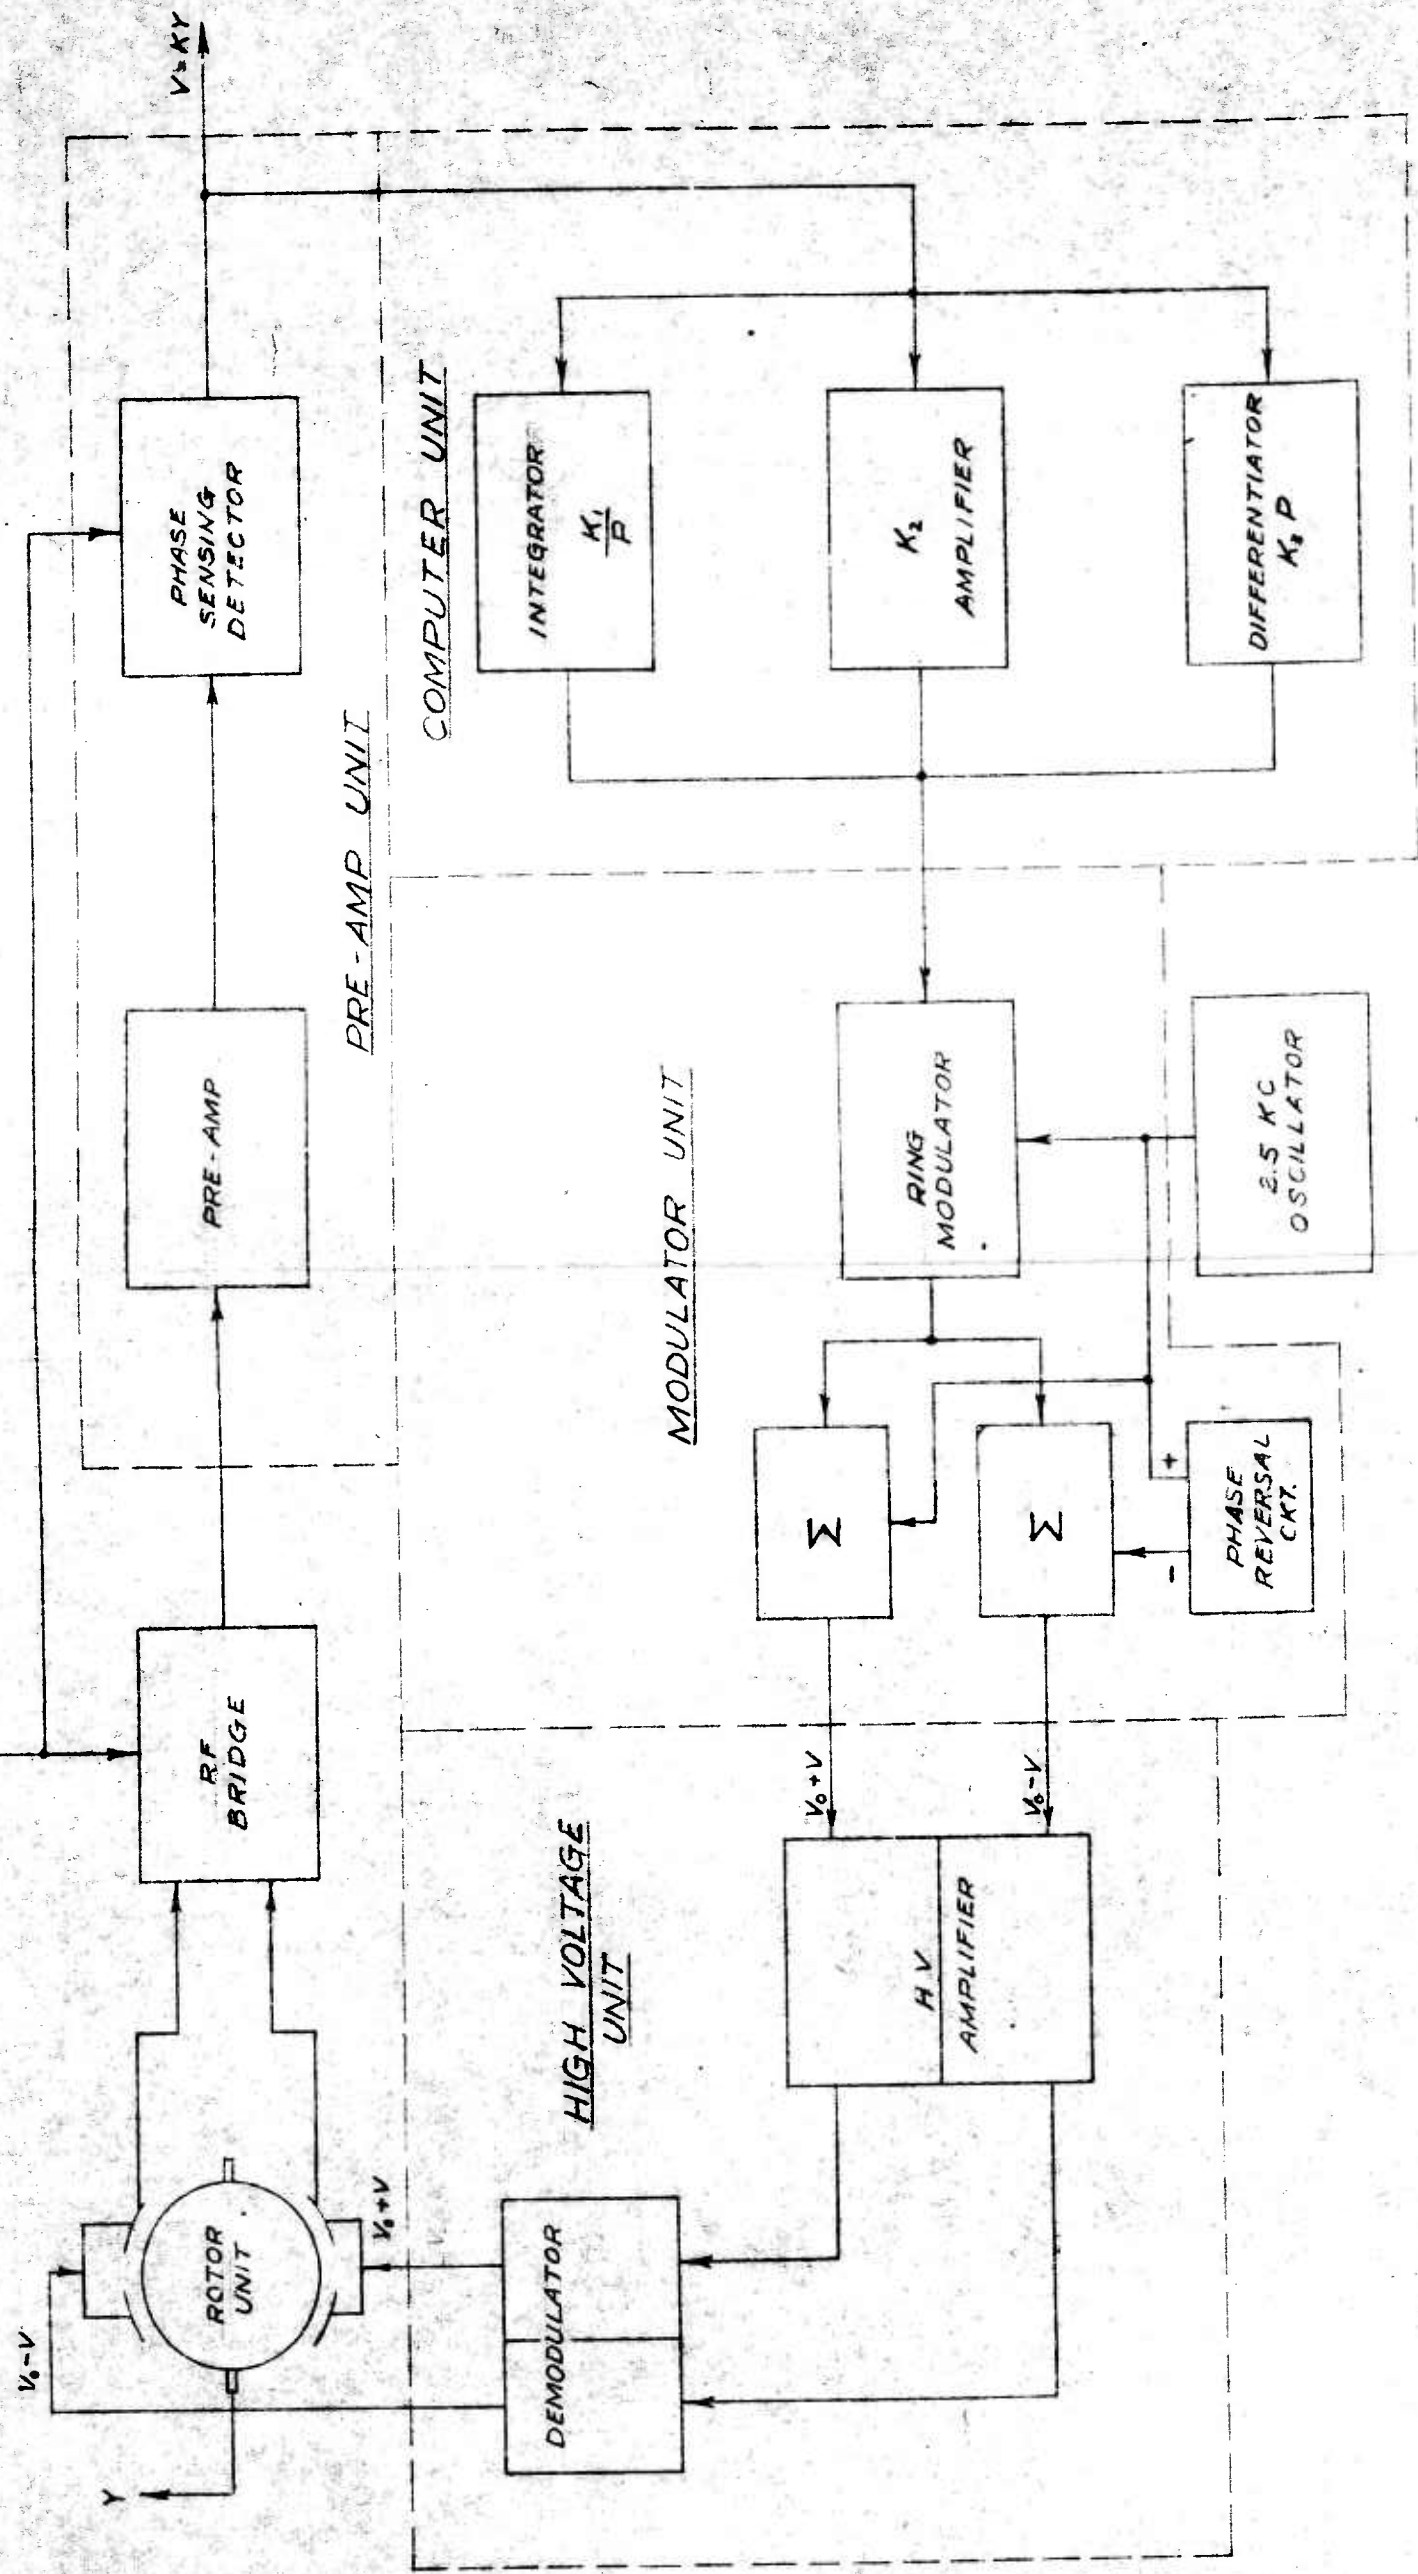 V₀-V
Y
ROTOR
UNIT
V₀+V
RF
BRIDGE
PRE-AMP
PHASE
SENSING
DETECTOR
V=KY
PRE-AMP UNIT
COMPUTER UNIT
INTEGRATOR
K₁
P
K₂
AMPLIFIER
DIFFERENTIATOR
K₃ P
MODULATOR UNIT
RING
MODULATOR
2.5 KC
OSCILLATOR
Σ
Σ
+
-
PHASE
REVERSAL
CKT.
HIGH VOLTAGE
UNIT
V₀+V
V₀-V
H V
AMPLIFIER
DEMODULATOR